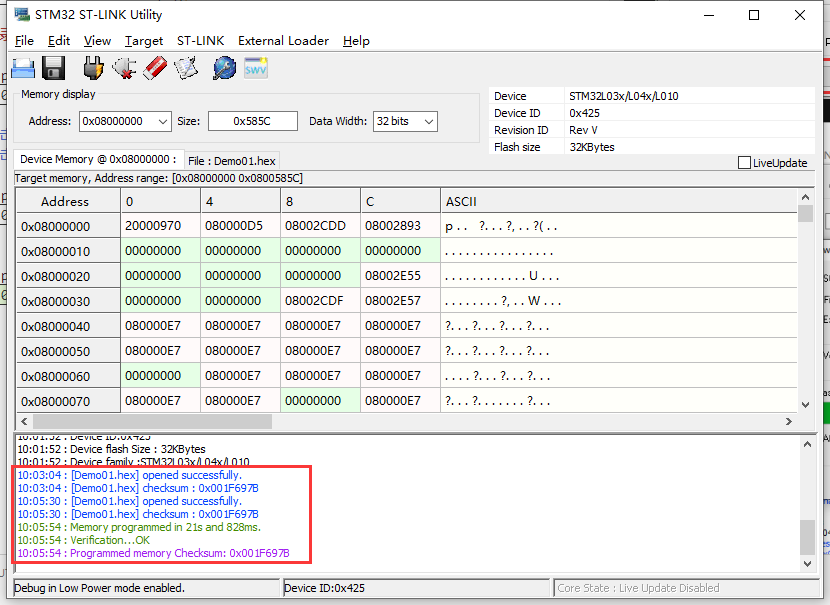 STM32 ST-LINK Utility
File Edit View Target ST-LINK External Loader Help
SWV
Memory display
Address: 0x08000000 Size: 0x585C Data Width: 32 bits
Device STM32L03x/L04x/L010
Device ID 0x425
Revision ID Rev V
Flash size 32KBytes
LiveUpdate
Device Memory @ 0x08000000 : File : Demo01.hex
Target memory, Address range: [0x08000000 0x0800585C]
Address 0 4 8 C ASCII
0x08000000 20000970 080000D5 08002CDD 08002893 p . . ?. . . ?, . . ?( . .
0x08000010 00000000 00000000 00000000 00000000 . . . . . . . . . . . . . . . .
0x08000020 00000000 00000000 00000000 08002E55 . . . . . . . . . . . . U . . .
0x08000030 00000000 00000000 08002CDF 08002E57 . . . . . . . . ?, . . W . . .
0x08000040 080000E7 080000E7 080000E7 080000E7 ?. . . ?. . . ?. . . ?. . .
0x08000050 080000E7 080000E7 080000E7 080000E7 ?. . . ?. . . ?. . . ?. . .
0x08000060 00000000 080000E7 080000E7 080000E7 . . . . ?. . . ?. . . ?. . .
0x08000070 080000E7 080000E7 00000000 080000E7 ?. . . ?. . . . . . . ?. . .
10:01:52 : Device ID:0x425
10:01:52 : Device flash Size : 32KBytes
10:01:52 : Device family :STM32L03x/L04x/L010
10:03:04 : [Demo01.hex] opened successfully.
10:03:04 : [Demo01.hex] checksum : 0x001F697B
10:05:30 : [Demo01.hex] opened successfully.
10:05:30 : [Demo01.hex] checksum : 0x001F697B
10:05:54 : Memory programmed in 21s and 828ms.
10:05:54 : Verification...OK
10:05:54 : Programmed memory Checksum: 0x001F697B
Debug in Low Power mode enabled. Device ID:0x425 Core State : Live Update Disabled